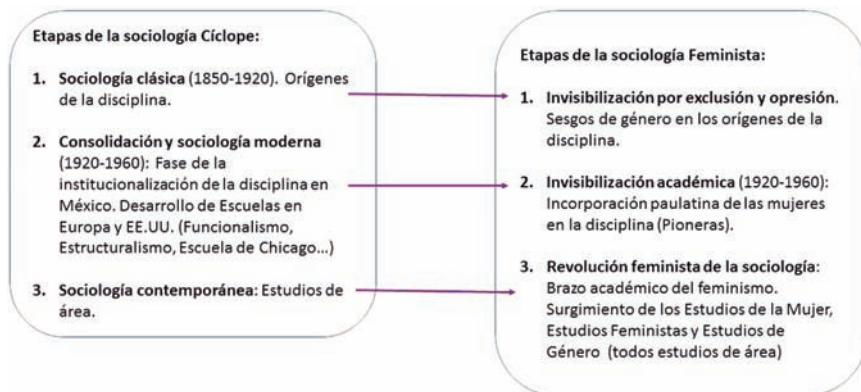 Etapas de la sociología Cíclope:
1. Sociología clásica (1850-1920). Orígenes
de la disciplina.
2. Consolidación y sociología moderna
(1920-1960): Fase de la
institucionalización de la disciplina en
México. Desarrollo de Escuelas en
Europa y EE.UU. (Funcionalismo,
Estructuralismo, Escuela de Chicago...)
3. Sociología contemporánea: Estudios de
área.
Etapas de la sociología Feminista:
1. Invisibilización por exclusión y opresión.
Sesgos de género en los orígenes de la
disciplina.
2. Invisibilización académica (1920-1960):
Incorporación paulatina de las mujeres
en la disciplina (Pioneras).
3. Revolución feminista de la sociología:
Brazo académico del feminismo.
Surgimiento de los Estudios de la Mujer,
Estudios Feministas y Estudios de
Género (todos estudios de área)